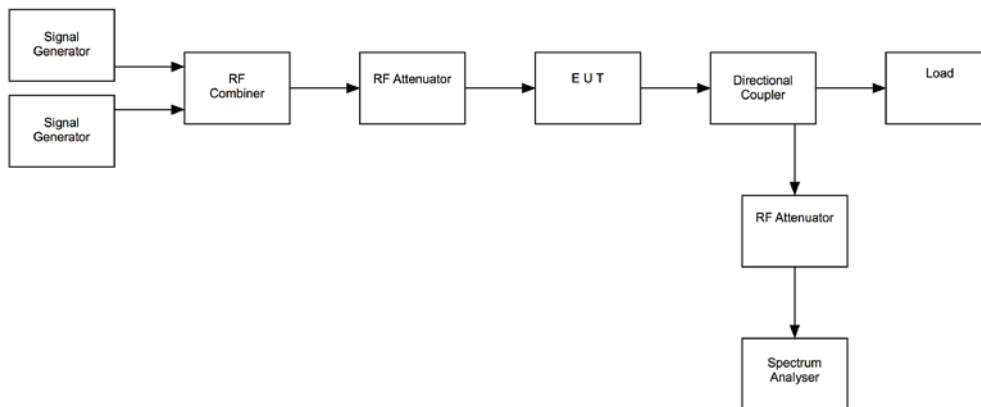 Signal
Generator
Signal
Generator
RF
Combiner
RF Attenuator
E U T
Directional
Coupler
Load
RF Attenuator
Spectrum
Analyser